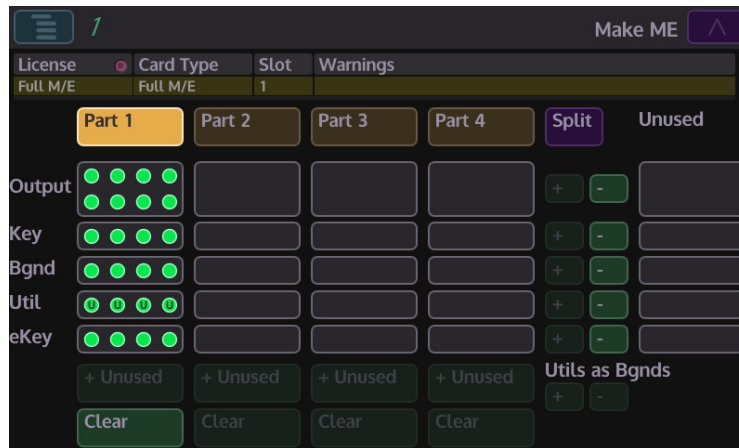 1 Make ME
License Card Type Slot Warnings
Full M/E Full M/E 1
Part 1 Part 2 Part 3 Part 4 Split Unused
Output + -
Key + -
Bgnd + -
Util U U U U + -
eKey + -
+ Unused + Unused + Unused + Unused Utils as Bgnds
+ -
Clear Clear Clear Clear